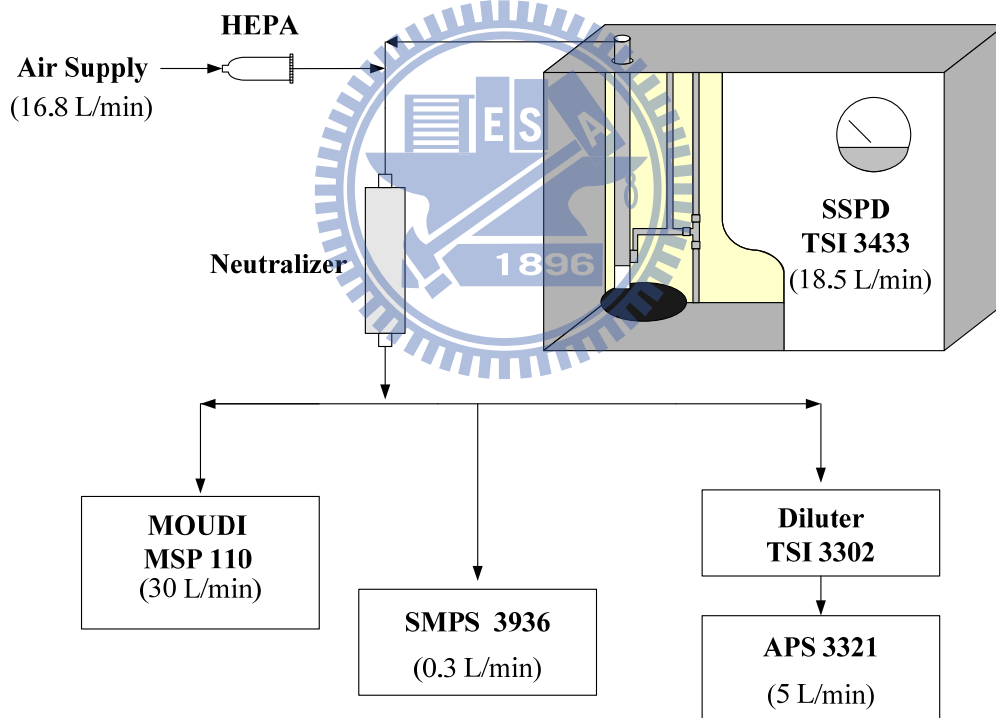 HEPA
Air Supply
(16.8 L/min)
E S A
1896
SSPD
TSI 3433
(18.5 L/min)
Neutralizer
MOUDI
MSP 110
(30 L/min)
SMPS 3936
(0.3 L/min)
Diluter
TSI 3302
APS 3321
(5 L/min)